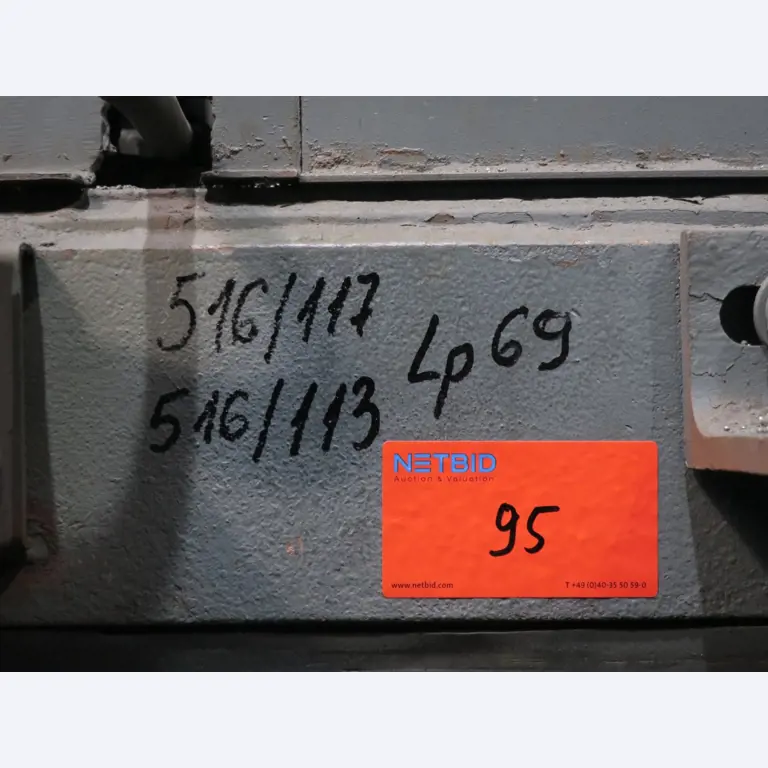 516/117
Lp 69
516/113
NETBID
Auction & Valuation
95
www.netbid.com
T +49 (0)40-35 50 59-0